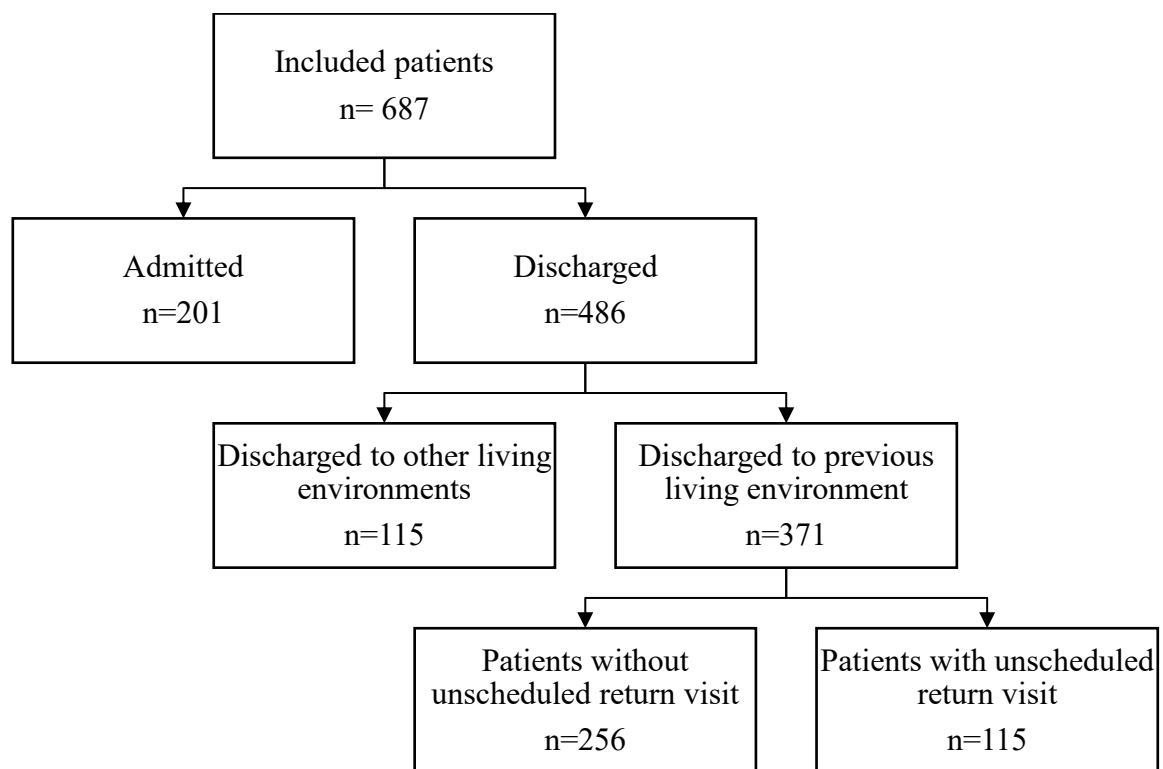 Included patients
n= 687
Admitted
n=201
Discharged
n=486
Discharged to other living
environments
n=115
Discharged to previous
living environment
n=371
Patients without
unscheduled return visit
n=256
Patients with unscheduled
return visit
n=115